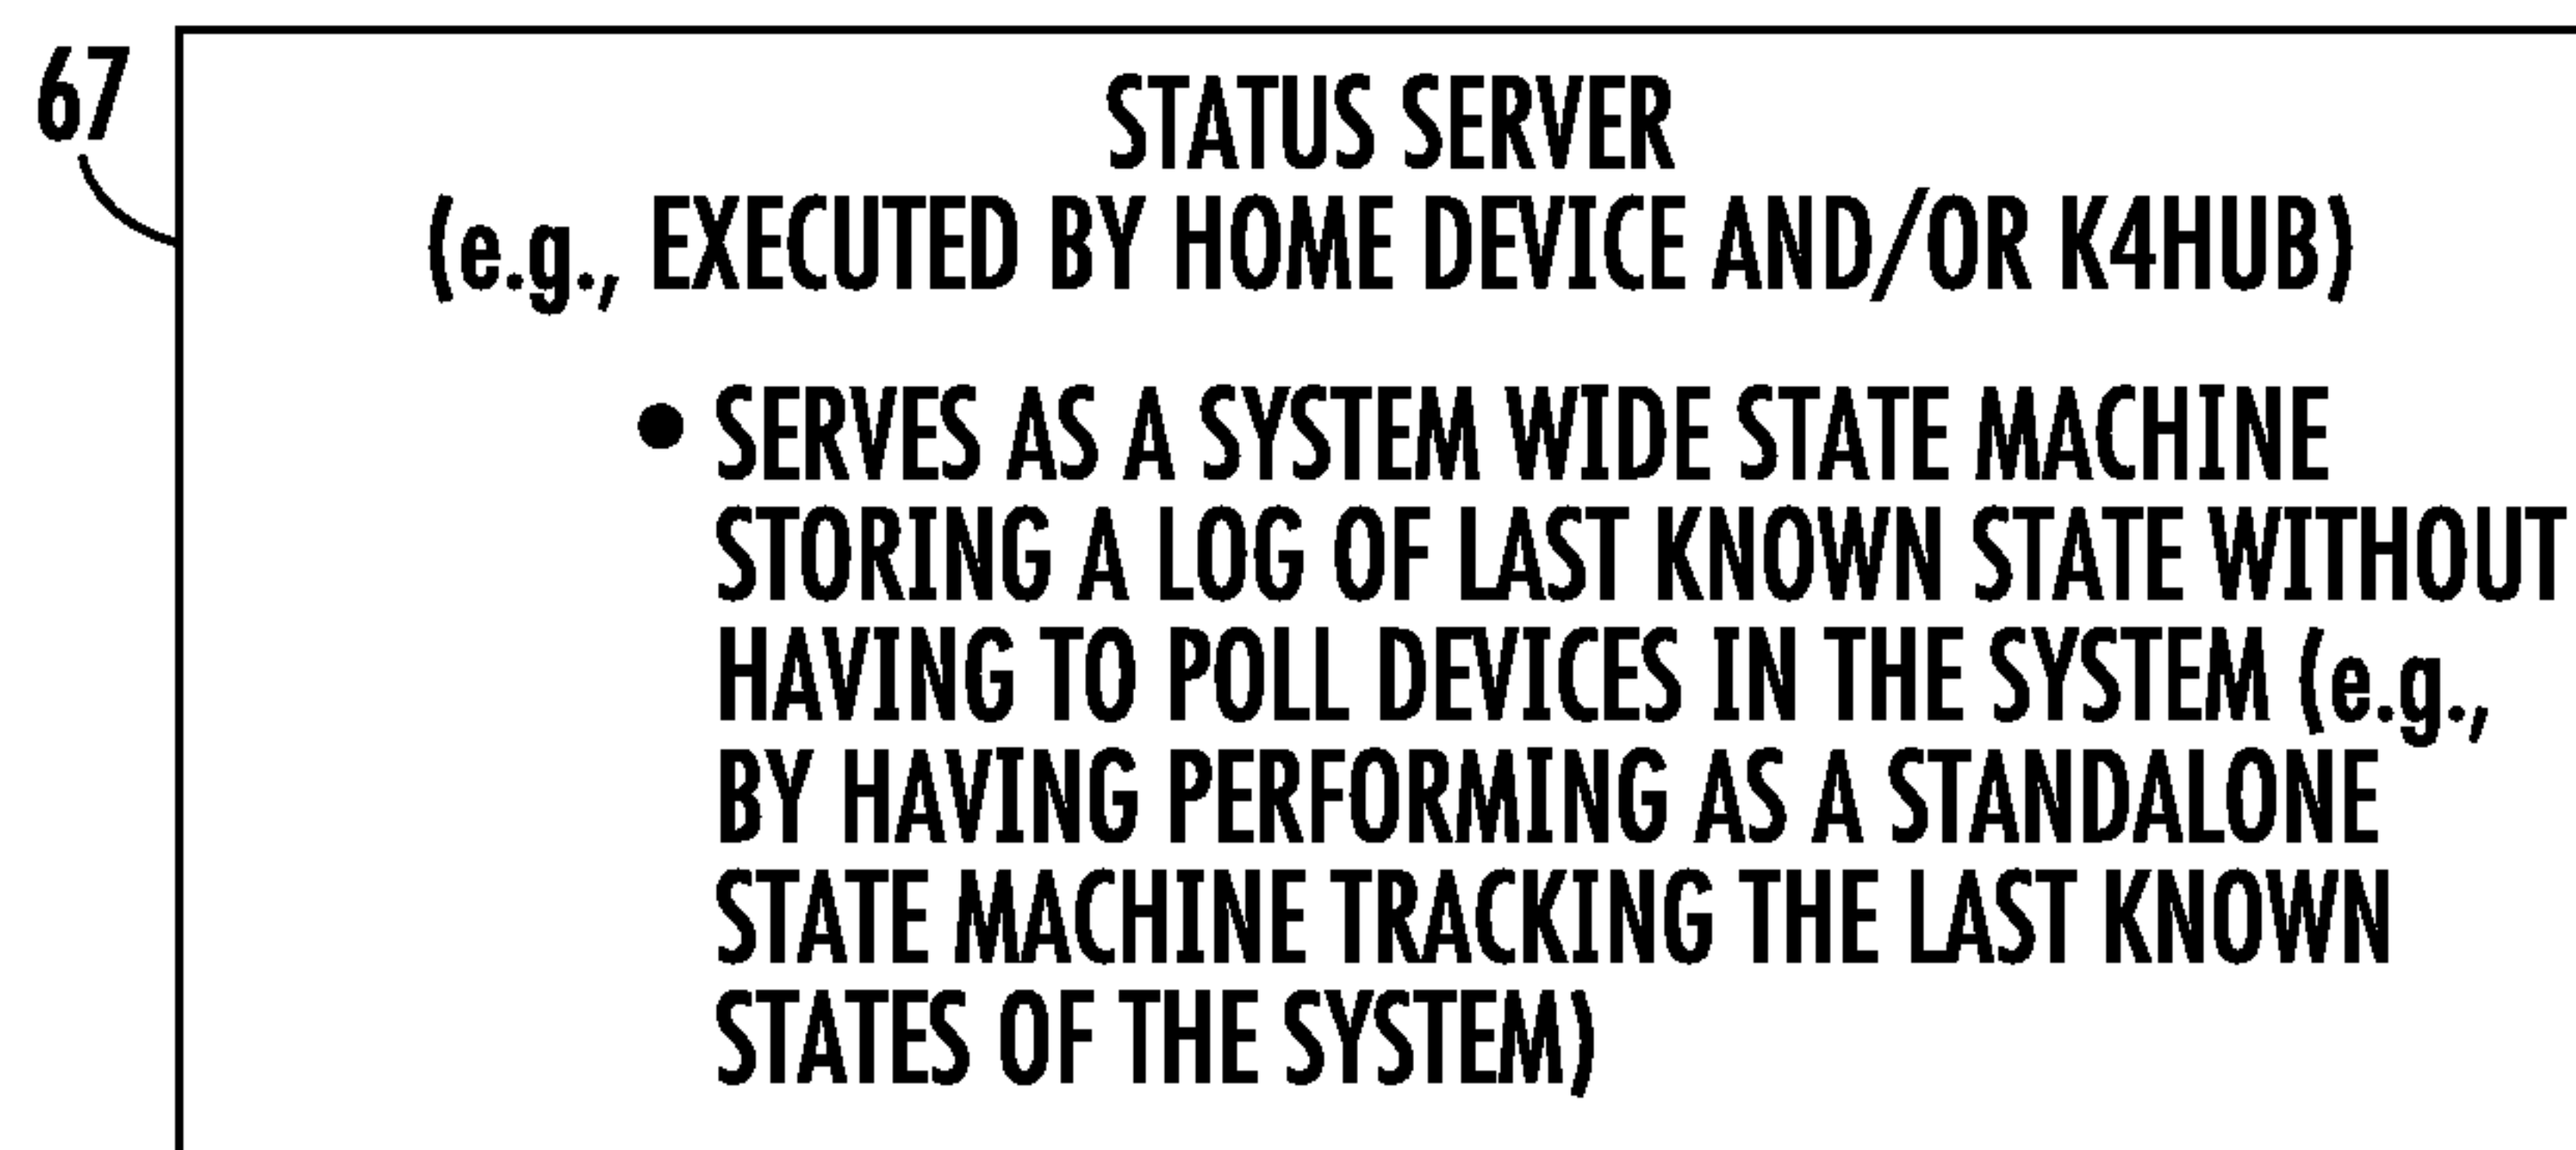 67
STATUS SERVER
(e.g., EXECUTED BY HOME DEVICE AND/OR K4HUB)
• SERVES AS A SYSTEM WIDE STATE MACHINE
STORING A LOG OF LAST KNOWN STATE WITHOUT
HAVING TO POLL DEVICES IN THE SYSTEM (e.g.,
BY HAVING PERFORMING AS A STANDALONE
STATE MACHINE TRACKING THE LAST KNOWN
STATES OF THE SYSTEM)